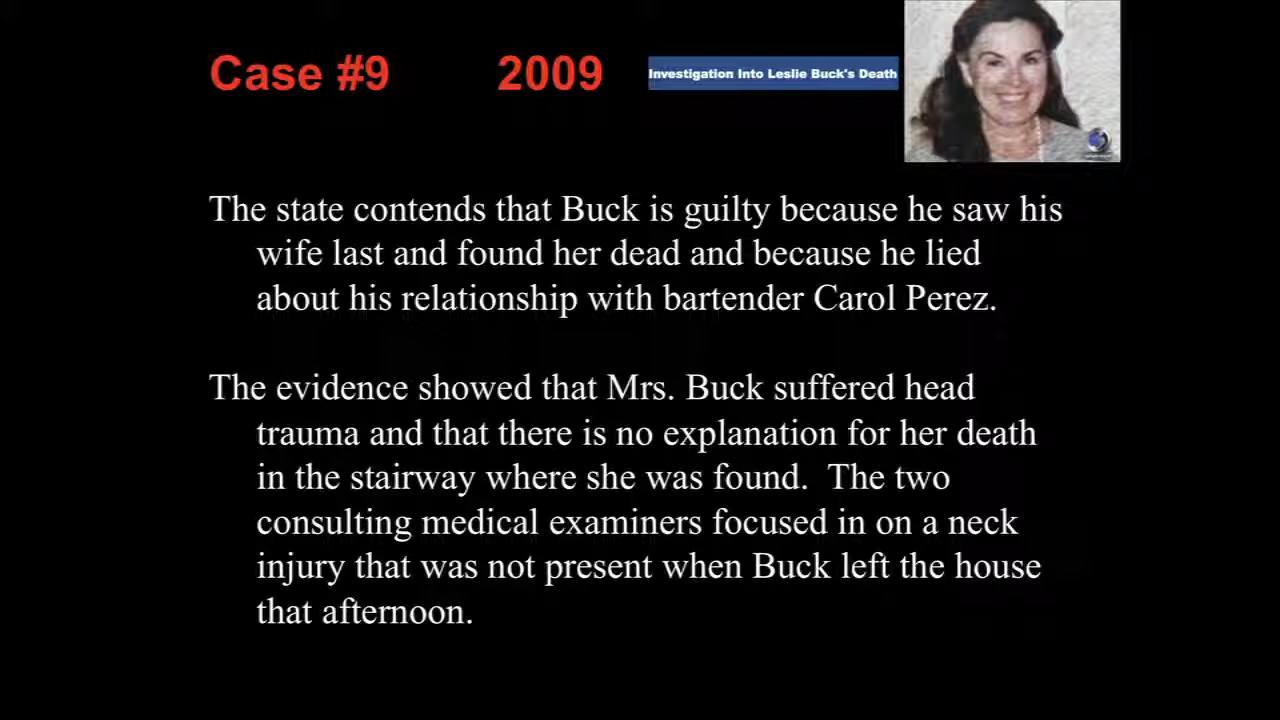 Case #9 2009 Investigation Into Leslie Buck's Death
The state contends that Buck is guilty because he saw his
wife last and found her dead and because he lied
about his relationship with bartender Carol Perez.
The evidence showed that Mrs. Buck suffered head
trauma and that there is no explanation for her death
in the stairway where she was found. The two
consulting medical examiners focused in on a neck
injury that was not present when Buck left the house
that afternoon.